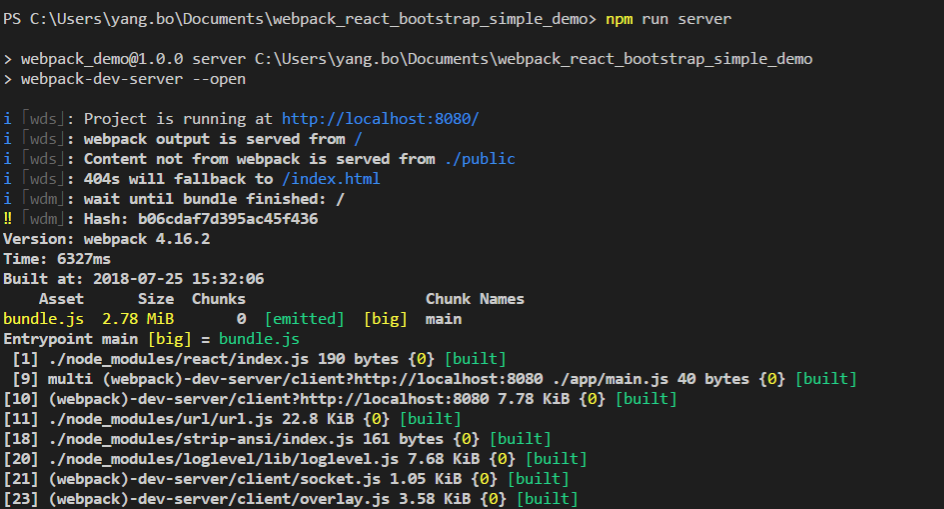 PS C:\Users\yang.bo\Documents\webpack_react_bootstrap_simple_demo> npm run server
> webpack_demo@1.0.0 server C:\Users\yang.bo\Documents\webpack_react_bootstrap_simple_demo
> webpack-dev-server --open
i ｢wds｣: Project is running at http://localhost:8080/
i ｢wds｣: webpack output is served from /
i ｢wds｣: Content not from webpack is served from ./public
i ｢wds｣: 404s will fallback to /index.html
i ｢wdm｣: wait until bundle finished: /
‼ ｢wdm｣: Hash: b06cdaf7d395ac45f436
Version: webpack 4.16.2
Time: 6327ms
Built at: 2018-07-25 15:32:06
Asset Size Chunks Chunk Names
bundle.js 2.78 MiB 0 [emitted] [big] main
Entrypoint main [big] = bundle.js
[1] ./node_modules/react/index.js 190 bytes {0} [built]
[9] multi (webpack)-dev-server/client?http://localhost:8080 ./app/main.js 40 bytes {0} [built]
[10] (webpack)-dev-server/client?http://localhost:8080 7.78 KiB {0} [built]
[11] ./node_modules/url/url.js 22.8 KiB {0} [built]
[18] ./node_modules/strip-ansi/index.js 161 bytes {0} [built]
[20] ./node_modules/loglevel/lib/loglevel.js 7.68 KiB {0} [built]
[21] (webpack)-dev-server/client/socket.js 1.05 KiB {0} [built]
[23] (webpack)-dev-server/client/overlay.js 3.58 KiB {0} [built]